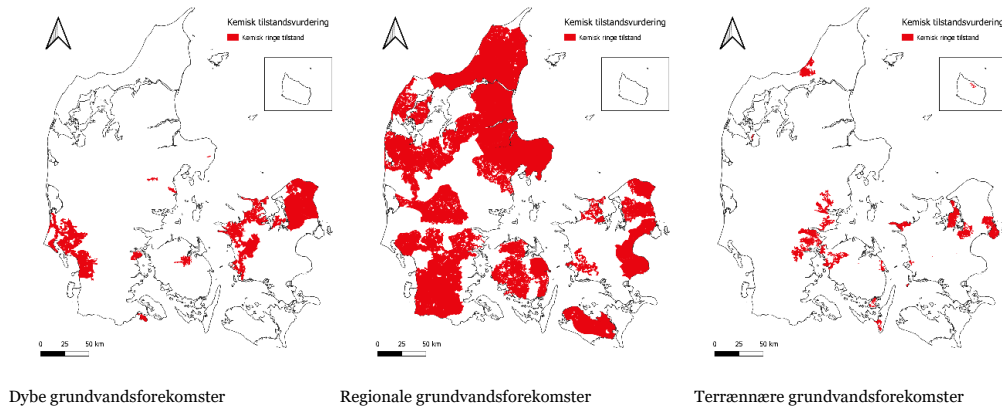 Kemisk tilstandsvurdering
Kemisk ringe tilstand
0 25 50 km
Dybe grundvandsforekomster
Kemisk tilstandsvurdering
Kemisk ringe tilstand
0 25 50 km
Regionale grundvandsforekomster
Kemisk tilstandsvurdering
Kemisk ringe tilstand
0 25 50 km
Terrænnære grundvandsforekomster